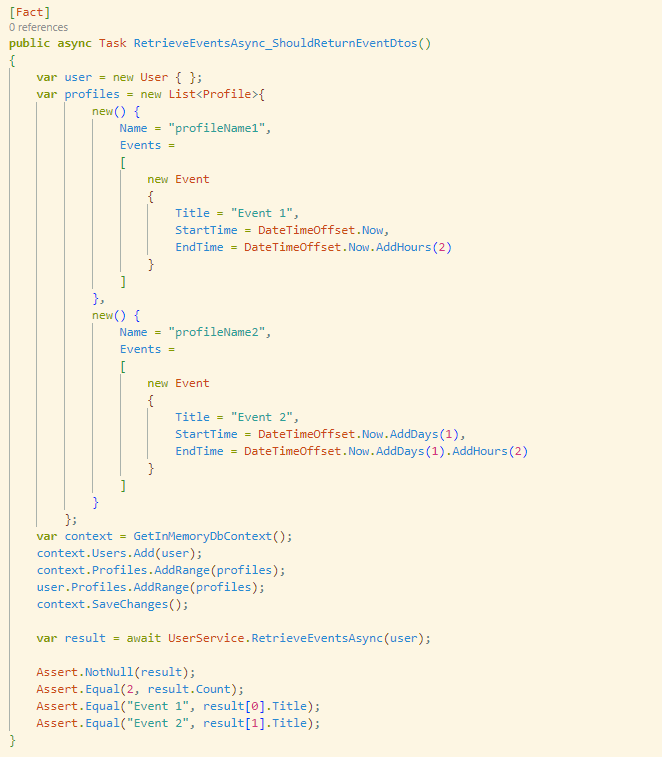 [Fact]
0 references
public async Task RetrieveEventsAsync_ShouldReturnEventDtos()
{
    var user = new User { };
    var profiles = new List<Profile>{
            new() {
                Name = "profileName1",
                Events =
                [
                    new Event
                    {
                        Title = "Event 1",
                        StartTime = DateTimeOffset.Now,
                        EndTime = DateTimeOffset.Now.AddHours(2)
                    }
                ]
            },
            new() {
                Name = "profileName2",
                Events =
                [
                    new Event
                    {
                        Title = "Event 2",
                        StartTime = DateTimeOffset.Now.AddDays(1),
                        EndTime = DateTimeOffset.Now.AddDays(1).AddHours(2)
                    }
                ]
            }
        };
    var context = GetInMemoryDbContext();
    context.Users.Add(user);
    context.Profiles.AddRange(profiles);
    user.Profiles.AddRange(profiles);
    context.SaveChanges();

    var result = await UserService.RetrieveEventsAsync(user);

    Assert.NotNull(result);
    Assert.Equal(2, result.Count);
    Assert.Equal("Event 1", result[0].Title);
    Assert.Equal("Event 2", result[1].Title);
}